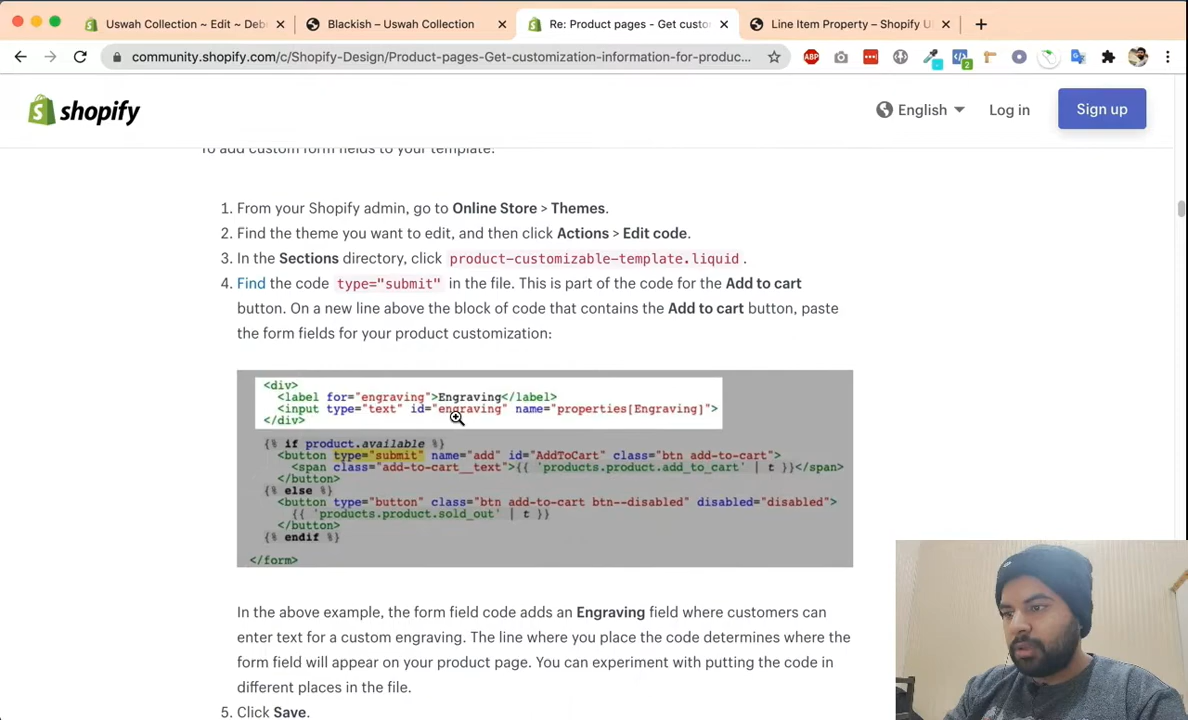 Uswah Collection ~ Edit ~ Deb
Blackish – Uswah Collection
Re: Product pages - Get custo
Line Item Property – Shopify U
community.shopify.com/c/Shopify-Design/Product-pages-Get-customization-information-for-produc...
ABP
2
shopify
English
Log in
Sign up
To add custom form fields to your template:
1. From your Shopify admin, go to Online Store > Themes.
2. Find the theme you want to edit, and then click Actions > Edit code.
3. In the Sections directory, click product-customizable-template.liquid .
4. Find the code type="submit" in the file. This is part of the code for the Add to cart
button. On a new line above the block of code that contains the Add to cart button, paste
the form fields for your product customization:
<div>
<label for="engraving">Engraving</label>
<input type="text" id="engraving" name="properties[Engraving]">
</div>
{% if product.available %}
<button type="submit" name="add" id="AddToCart" class="btn add-to-cart">
<span class="add-to-cart__text">{{ 'products.product.add_to_cart' | t }}</span>
</button>
{% else %}
<button type="button" class="btn add-to-cart btn--disabled" disabled="disabled">
{{ 'products.product.sold_out' | t }}
</button>
{% endif %}
</form>
In the above example, the form field code adds an Engraving field where customers can
enter text for a custom engraving. The line where you place the code determines where the
form field will appear on your product page. You can experiment with putting the code in
different places in the file.
5. Click Save.